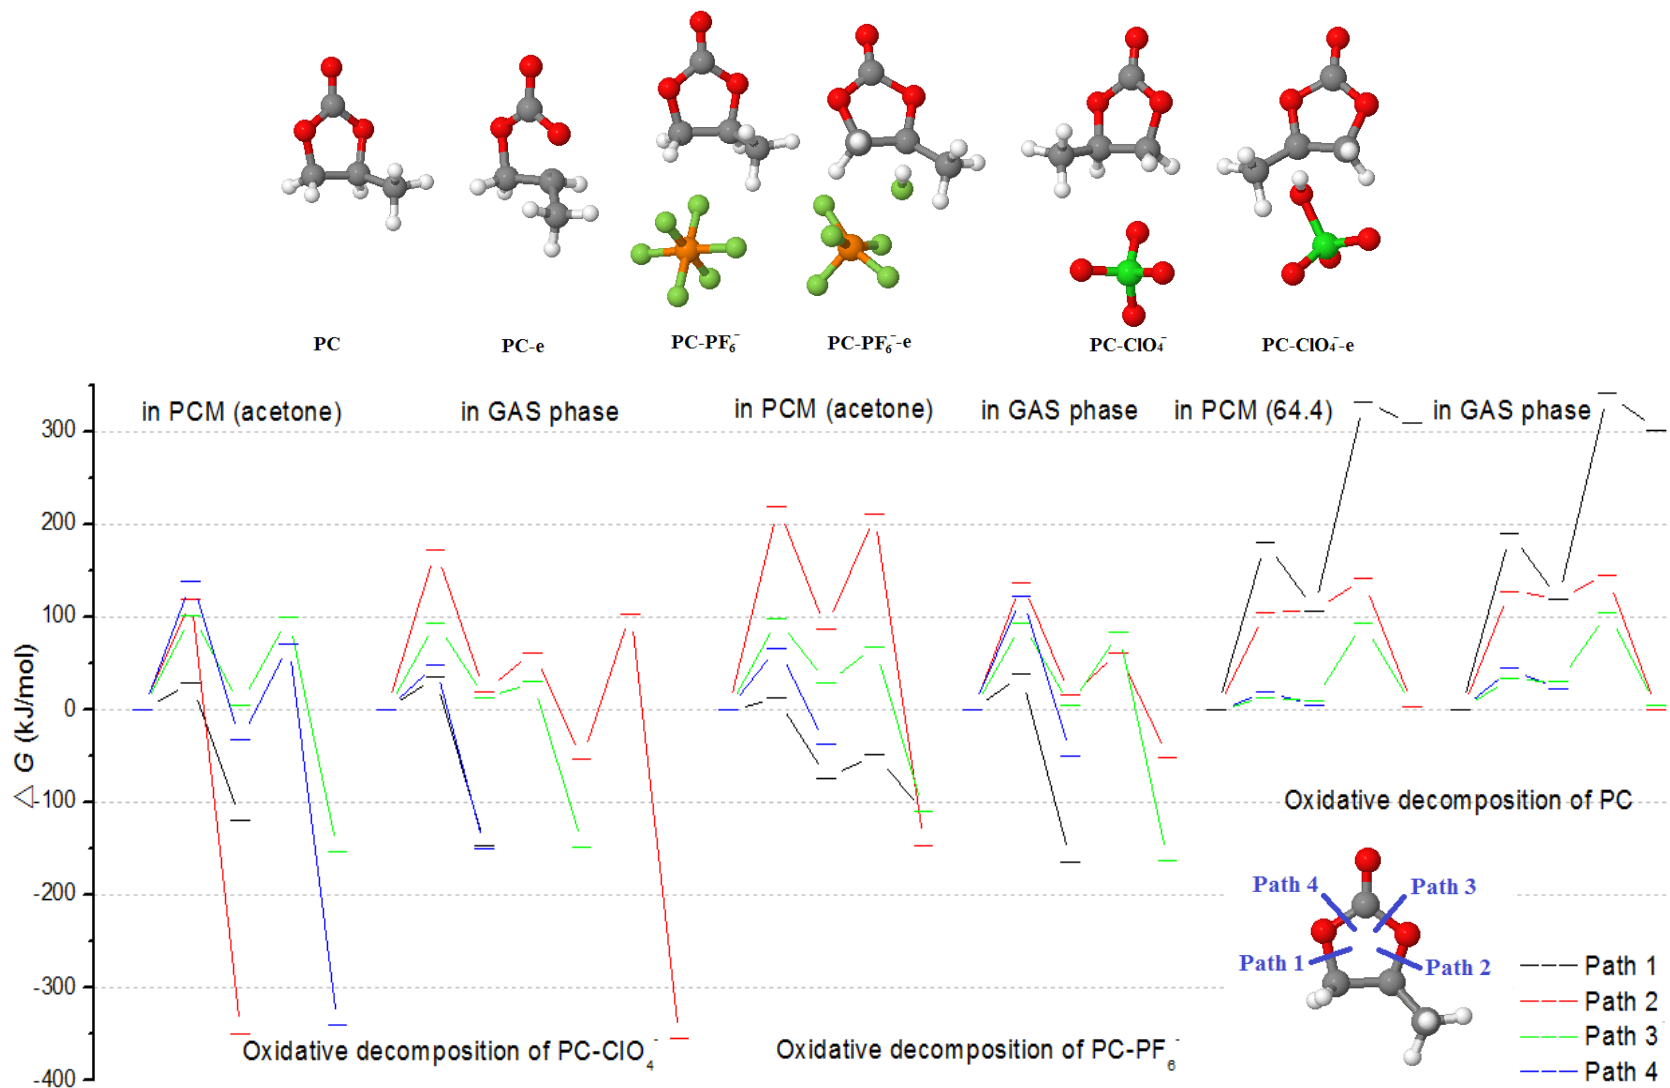 PC
PC-e
PC-PF₆⁻
PC-PF₆⁻-e
PC-ClO₄⁻
PC-ClO₄⁻-e
in PCM (acetone)
in GAS phase
in PCM (acetone)
in GAS phase
in PCM (64.4)
in GAS phase
300
200
100
0
-100
-200
-300
-400
△ G (kJ/mol)
Oxidative decomposition of PC
Path 4
Path 3
Path 1
Path 2
Path 1
Path 2
Path 3
Path 4
Oxidative decomposition of PC-ClO₄⁻
Oxidative decomposition of PC-PF₆⁻